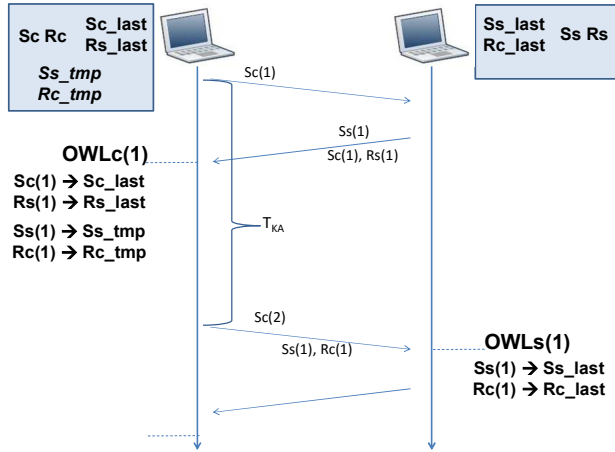 Sc Rc Sc_last
Rs_last
Ss_tmp
Rc_tmp
Ss_last Ss Rs
Rc_last
Sc(1)
Ss(1)
Sc(1), Rs(1)
OWLc(1)
Sc(1) → Sc_last
Rs(1) → Rs_last
Ss(1) → Ss_tmp
Rc(1) → Rc_tmp
TKA
Sc(2)
Ss(1), Rc(1)
OWLs(1)
Ss(1) → Ss_last
Rc(1) → Rc_last